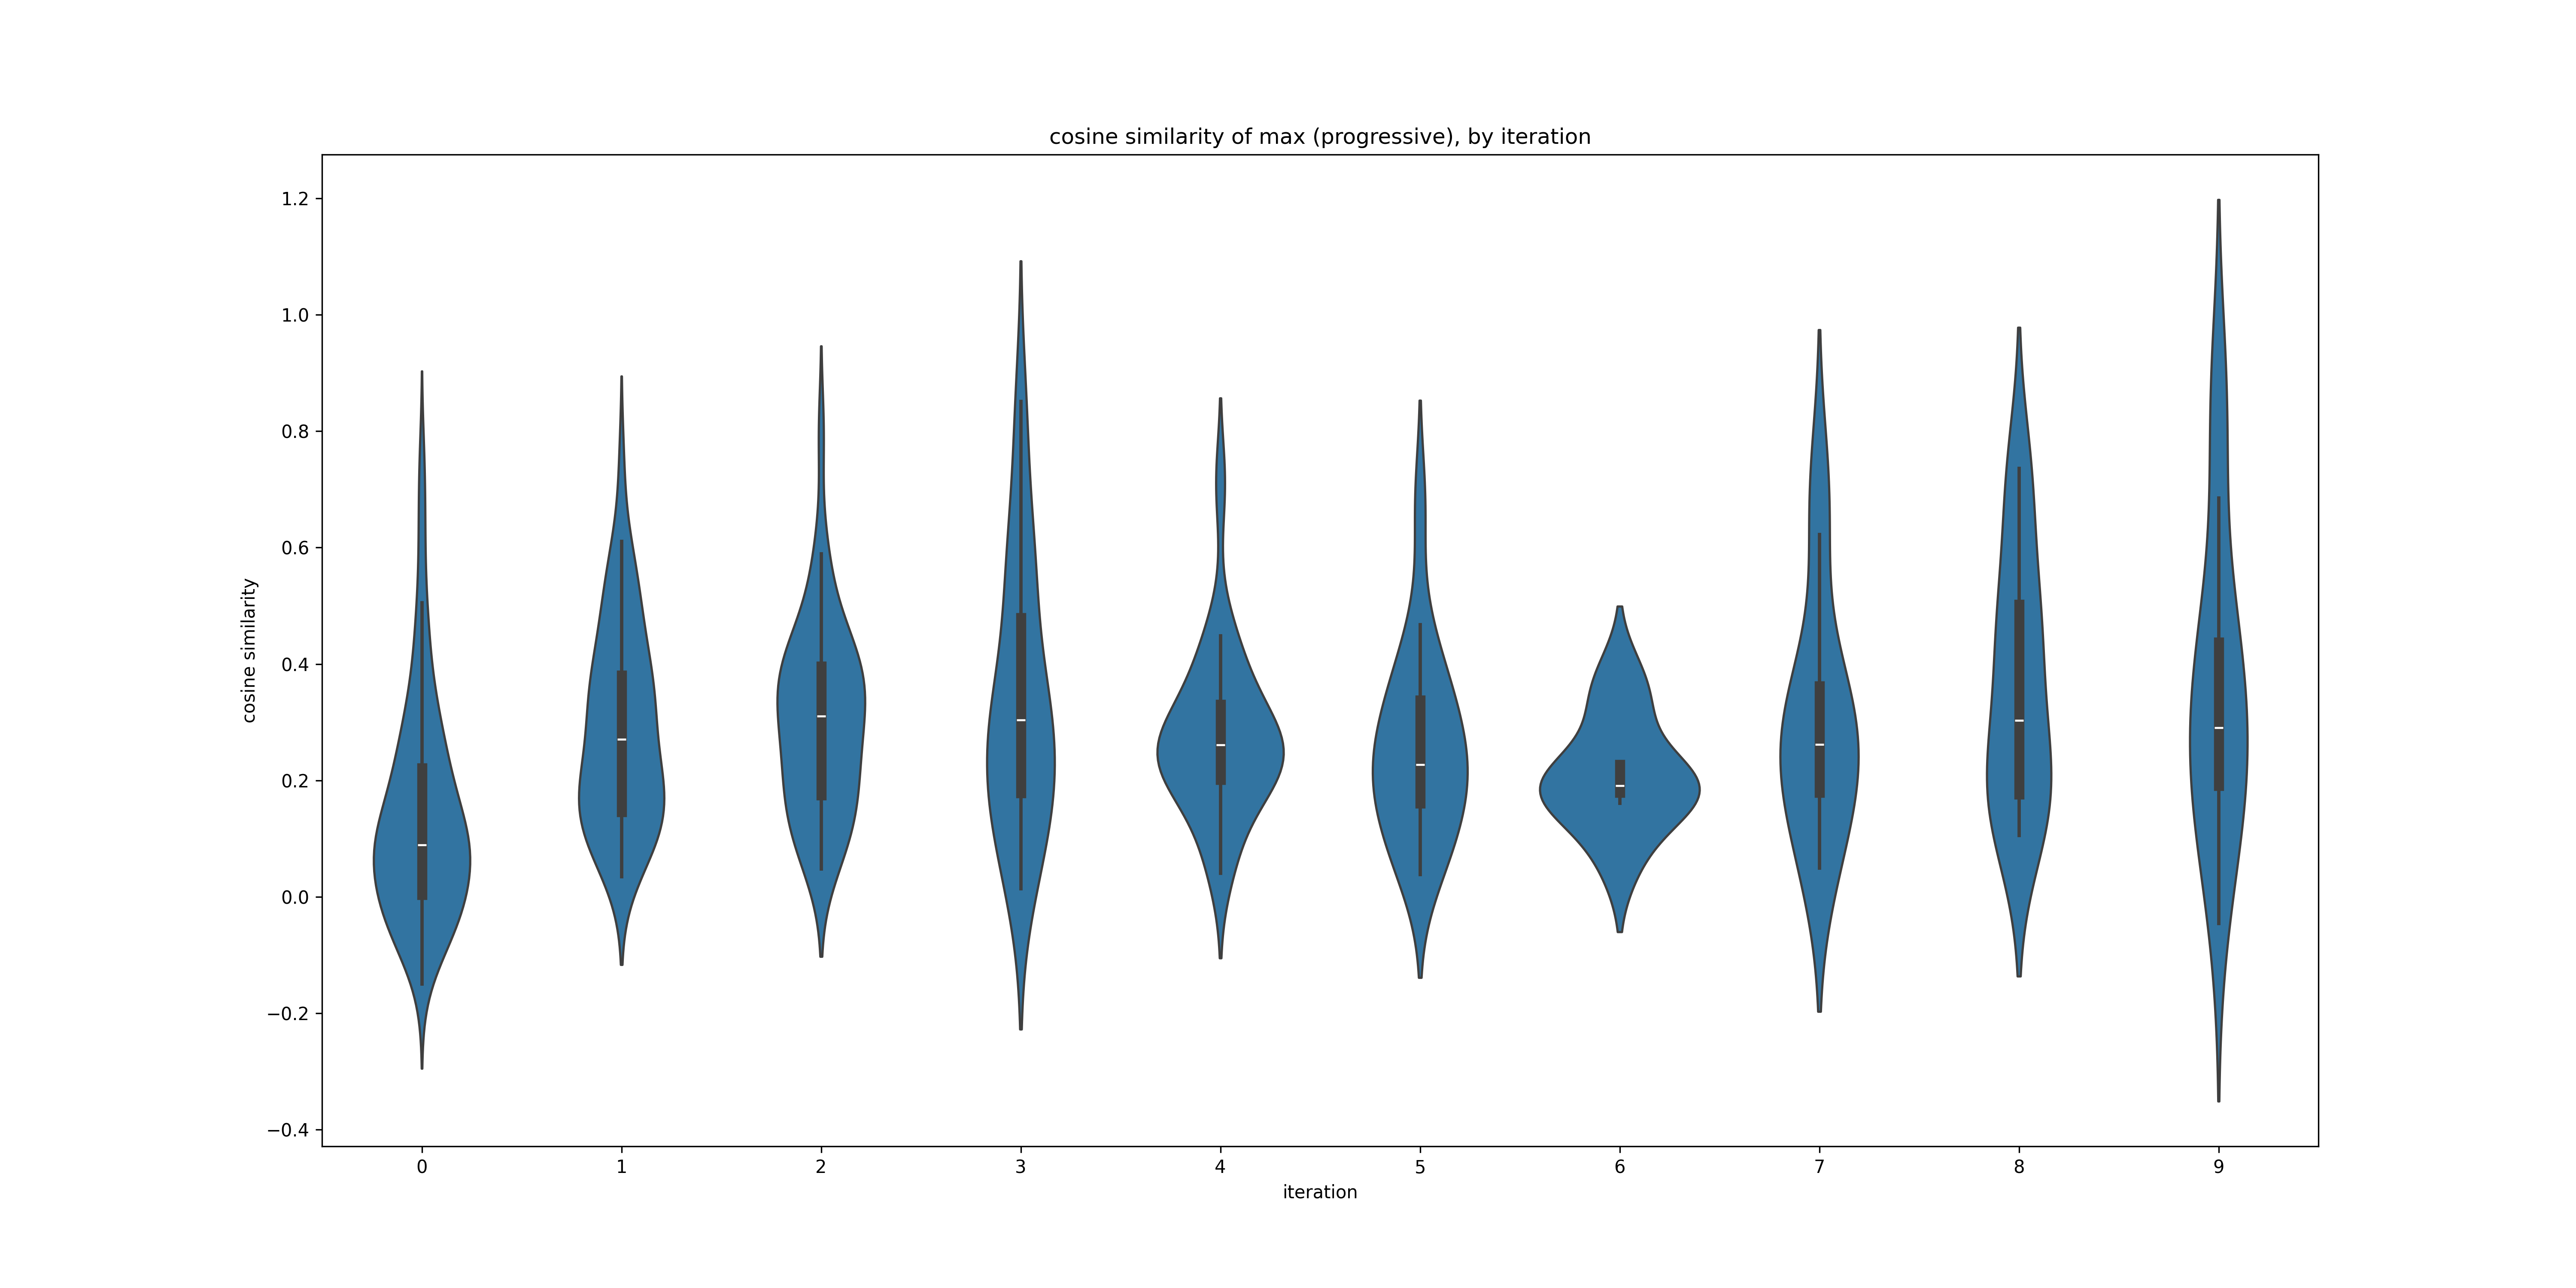 cosine similarity of max (progressive), by iteration
1.2
1.0
0.8
0.6
0.4
0.2
0.0
−0.2
−0.4
cosine similarity
0 1 2 3 4 5 6 7 8 9
iteration